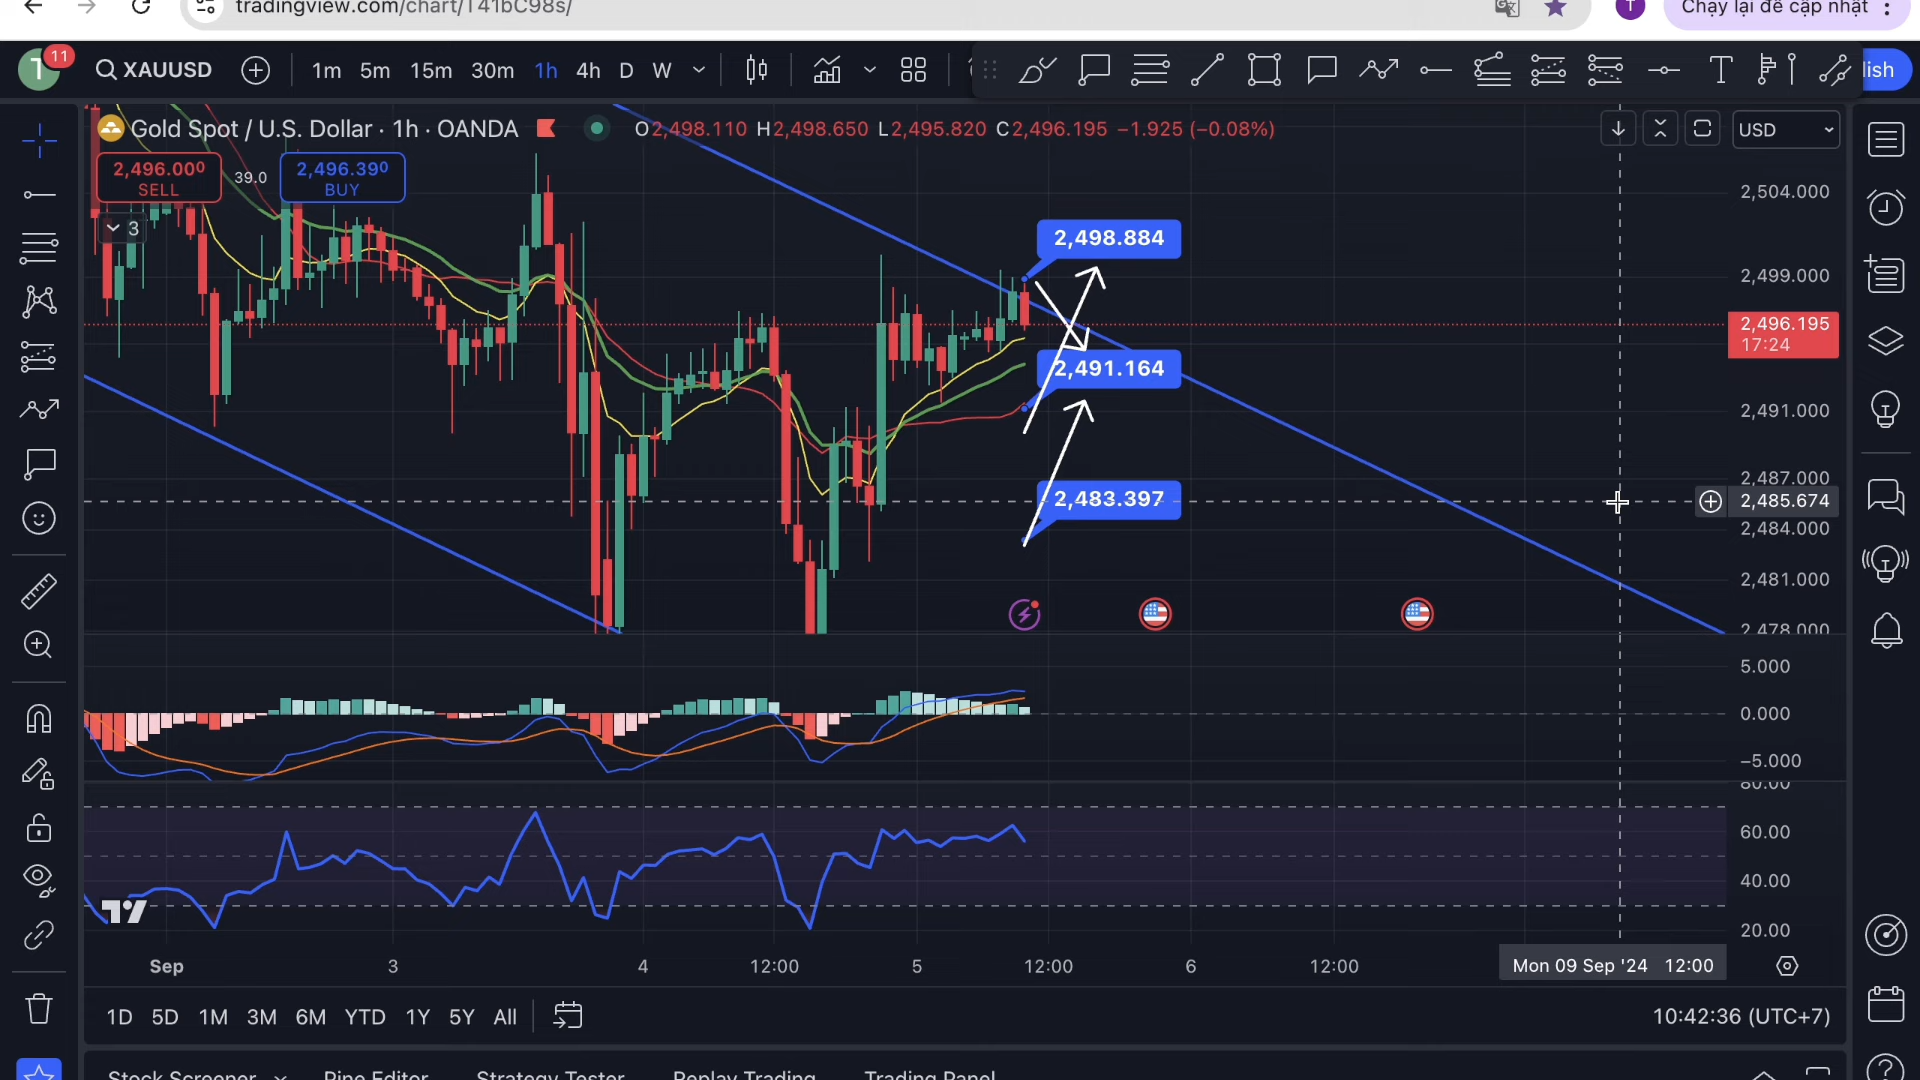 tradingview.com/chart/T41bC98s/
T
Chạy lại để cập nhật
T
11
XAUUSD
1m 5m 15m 30m 1h 4h D W
T
lish
Gold Spot / U.S. Dollar · 1h · OANDA
O2,498.110 H2,498.650 L2,495.820 C2,496.195 −1.925 (−0.08%)
USD
2,496.000
SELL
39.0
2,496.390
BUY
3
2,504.000
2,499.000
2,496.195
17:24
2,491.000
2,487.000
2,485.674
2,484.000
2,481.000
2,478.000
2,498.884
2,491.164
2,483.397
5.000
0.000
−5.000
80.00
60.00
40.00
20.00
Sep 3 4 12:00 5 12:00 6 12:00
Mon 09 Sep '24 12:00
1D 5D 1M 3M 6M YTD 1Y 5Y All
10:42:36 (UTC+7)
Stock Screener Pine Editor Strategy Tester Replay Trading Trading Panel